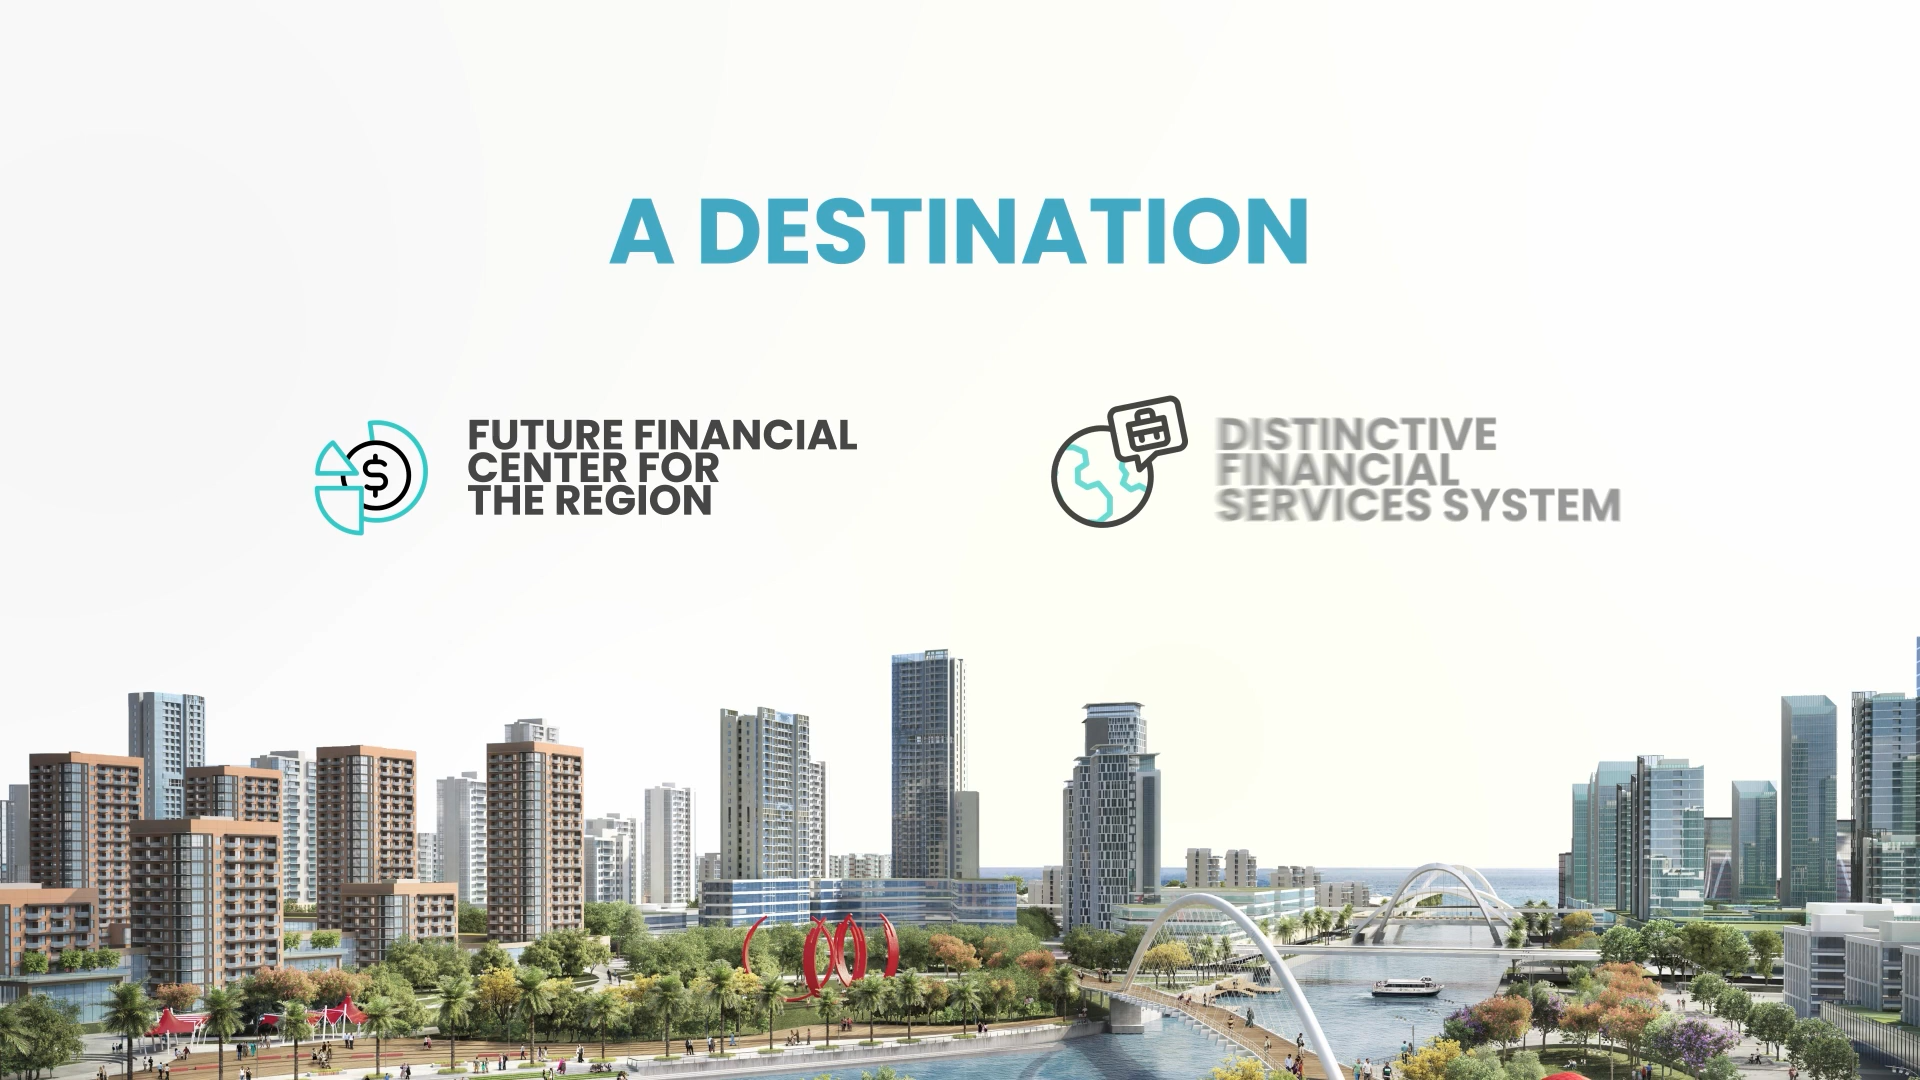 A DESTINATION
FUTURE FINANCIAL
CENTER FOR
THE REGION
DISTINCTIVE
FINANCIAL
SERVICES SYSTEM
$